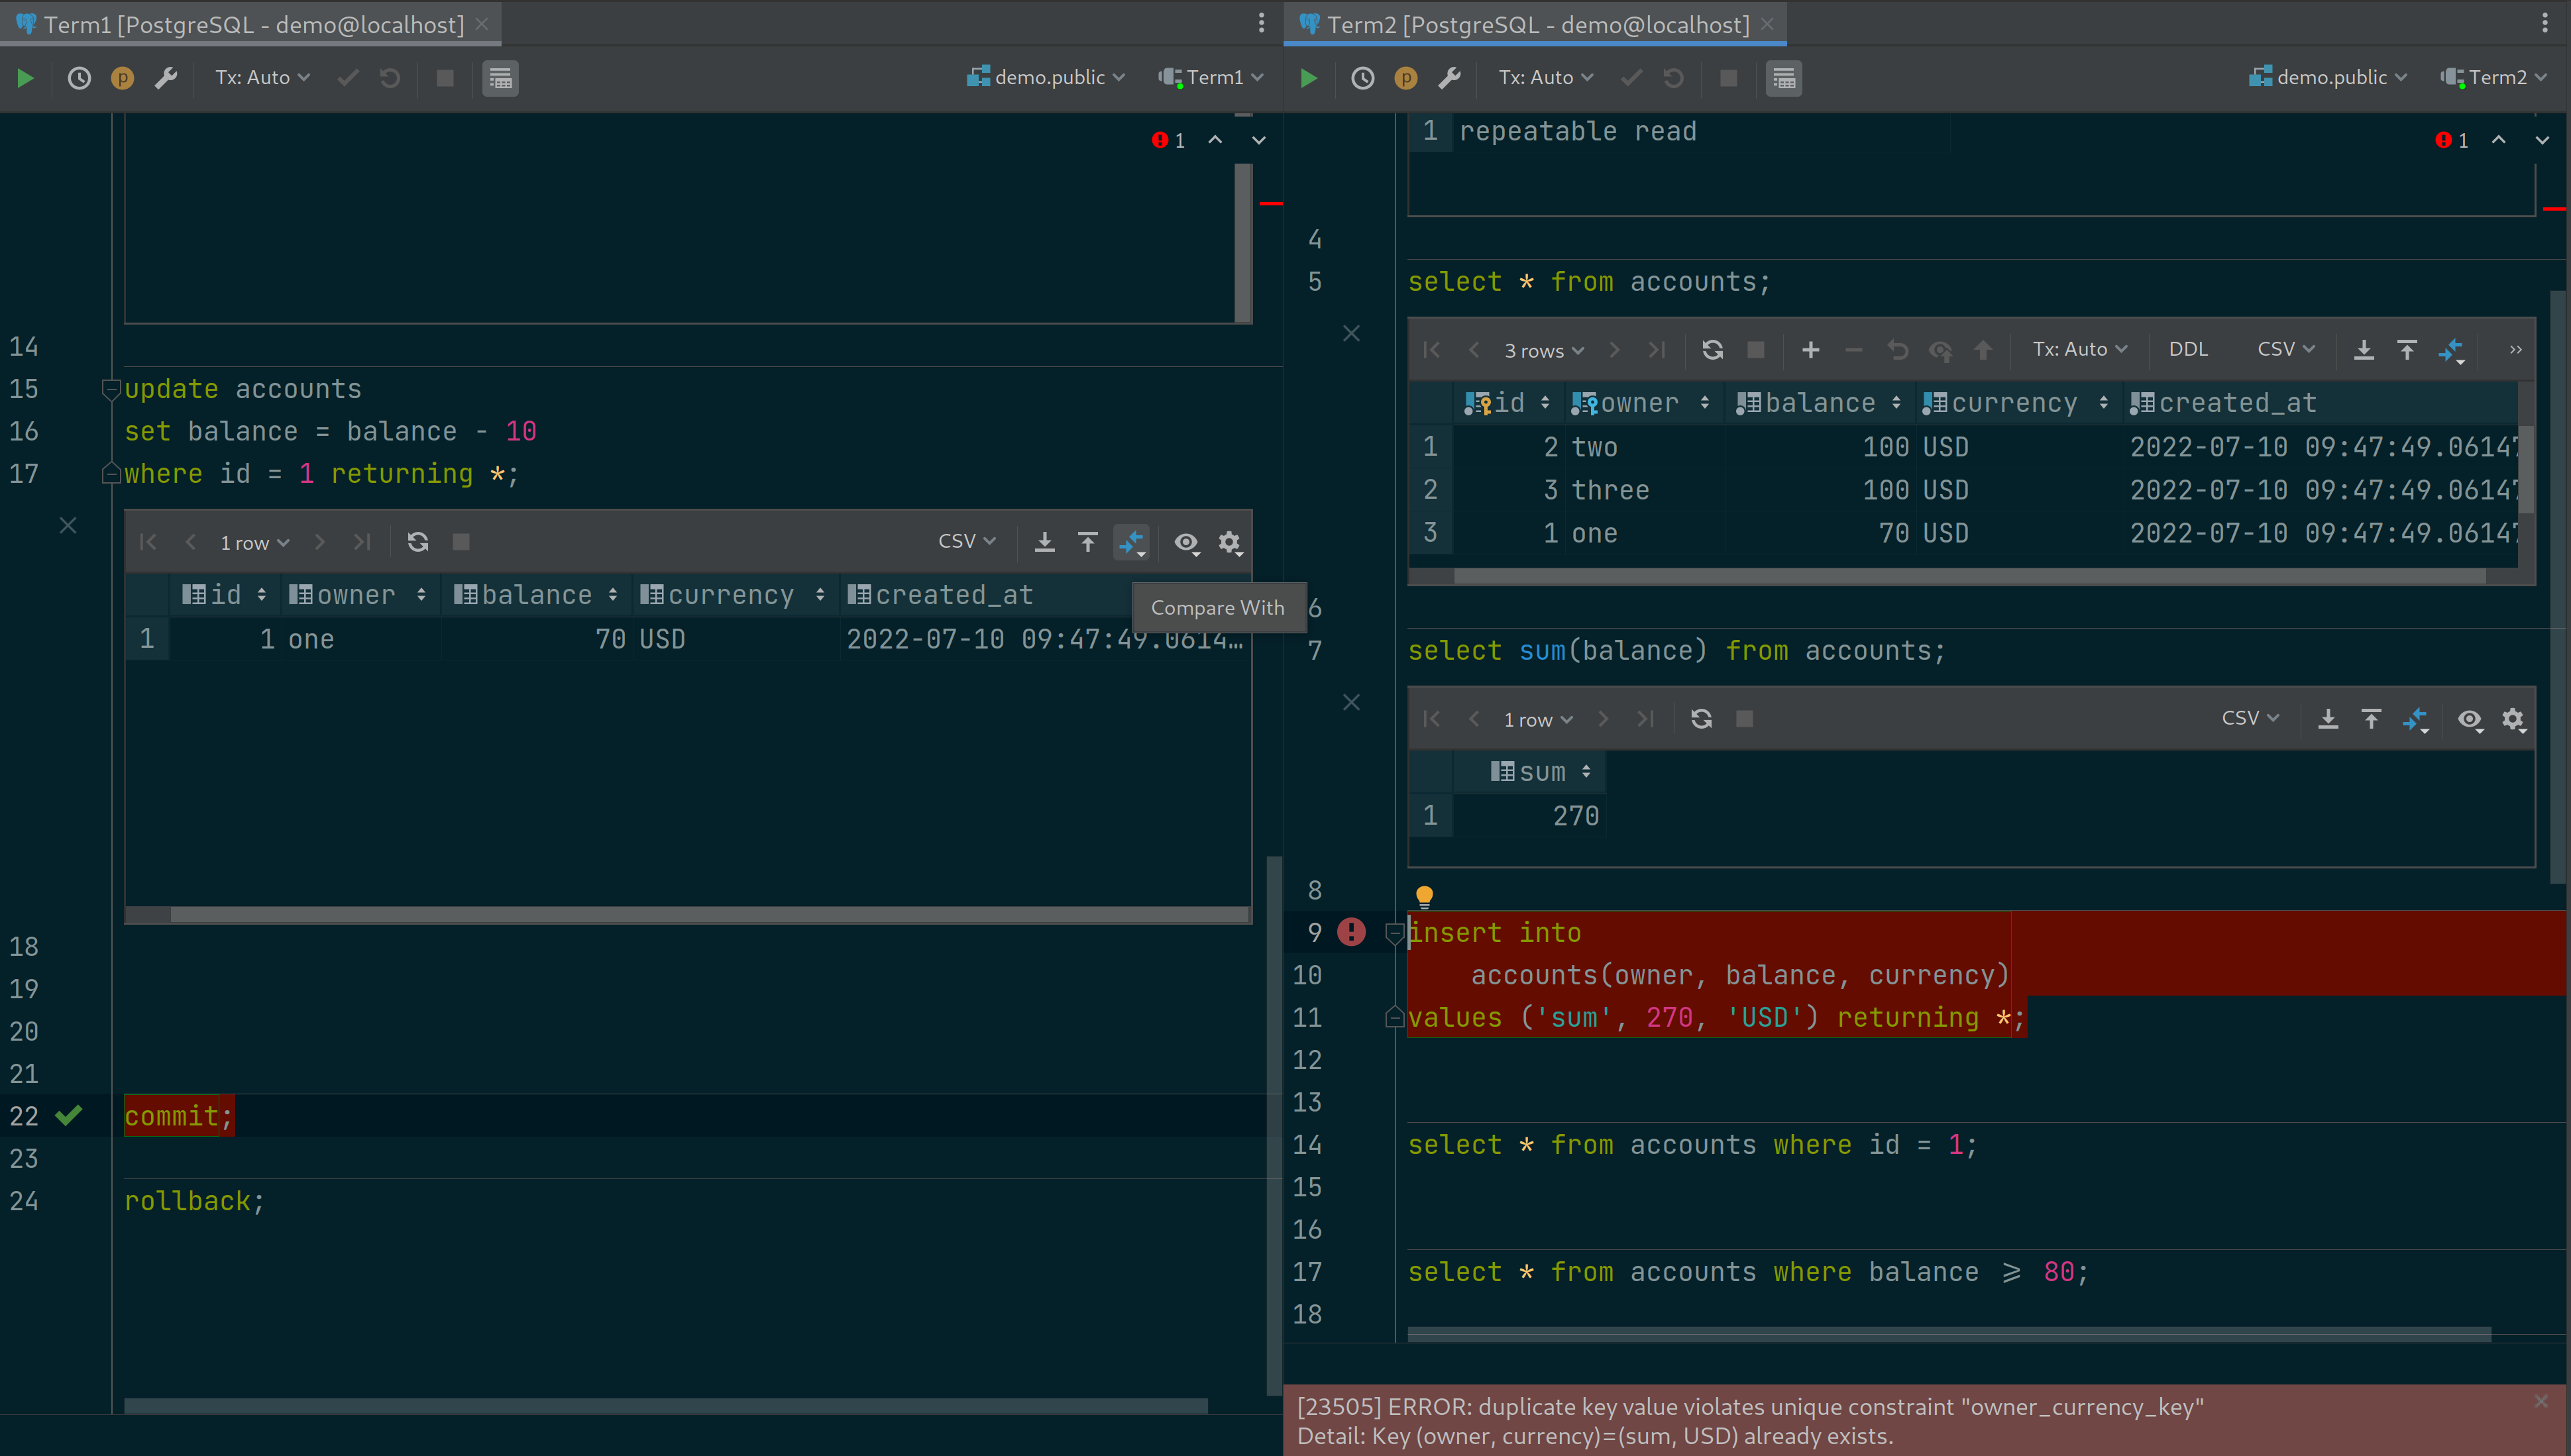 Term1 [PostgreSQL - demo@localhost]
Tx: Auto
demo.public
Term1
1
14
15 update accounts
16 set balance = balance - 10
17 where id = 1 returning *;
1 row
CSV
id owner balance currency created_at
Compare With
1 1 one 70 USD 2022-07-10 09:47:49.0614…
18
19
20
21
22 commit;
23
24 rollback;
Term2 [PostgreSQL - demo@localhost]
Tx: Auto
demo.public
Term2
1 repeatable read
1
4
5 select * from accounts;
3 rows
Tx: Auto
DDL
CSV
id owner balance currency created_at
1 2 two 100 USD 2022-07-10 09:47:49.06147
2 3 three 100 USD 2022-07-10 09:47:49.06147
3 1 one 70 USD 2022-07-10 09:47:49.06147
6
7 select sum(balance) from accounts;
1 row
CSV
sum
1 270
8
9 insert into
10 accounts(owner, balance, currency)
11 values ('sum', 270, 'USD') returning *;
12
13
14 select * from accounts where id = 1;
15
16
17 select * from accounts where balance ⩾ 80;
18
[23505] ERROR: duplicate key value violates unique constraint "owner_currency_key"
Detail: Key (owner, currency)=(sum, USD) already exists.